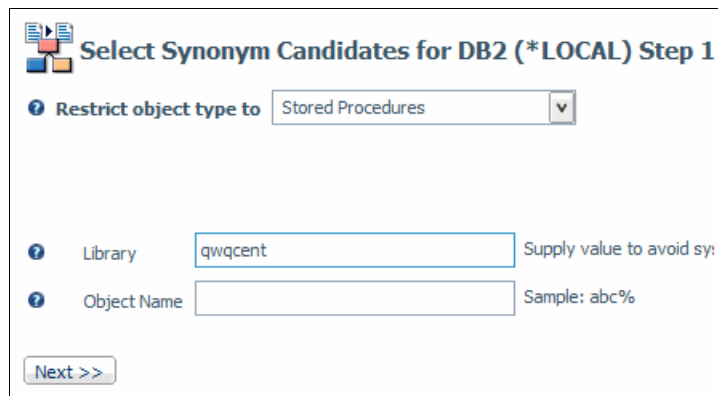 Select Synonym Candidates for DB2 (*LOCAL) Step 1
Restrict object type to Stored Procedures
Library qwqcent Supply value to avoid sy
Object Name Sample: abc%
Next >>